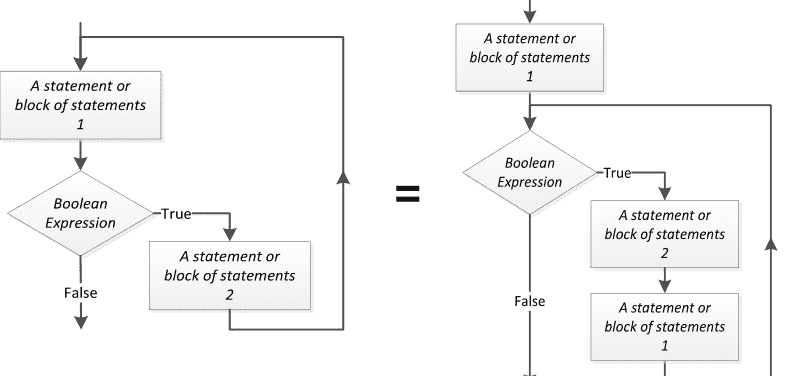 A statement or
block of statements
1
Boolean
Expression
True
A statement or
block of statements
2
False
=
A statement or
block of statements
1
Boolean
Expression
True
A statement or
block of statements
2
False
A statement or
block of statements
1